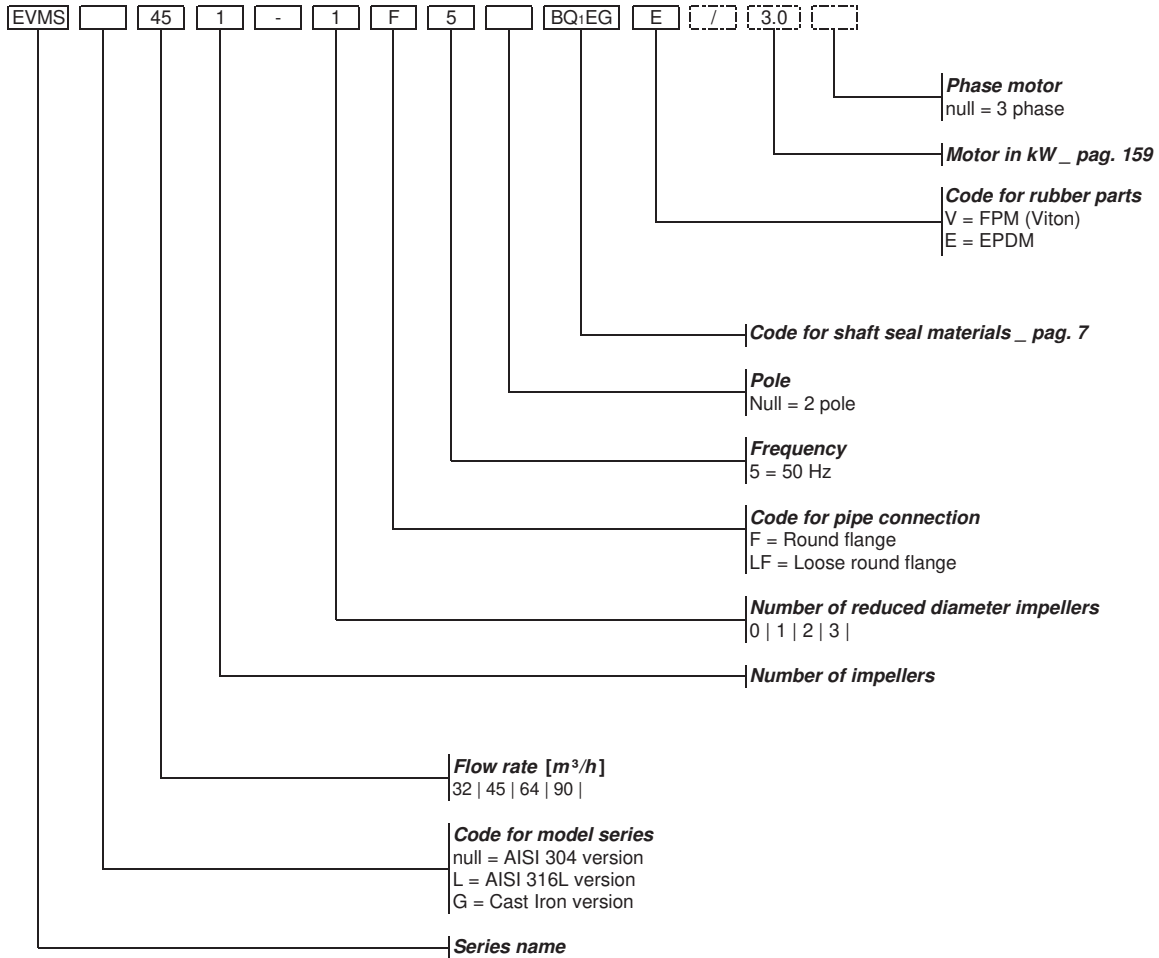 EVMS 45 1 - 1 F 5 BQ1EG E / 3.0
Phase motor
null = 3 phase
Motor in kW _ pag. 159
Code for rubber parts
V = FPM (Viton)
E = EPDM
Code for shaft seal materials _ pag. 7
Pole
Null = 2 pole
Frequency
5 = 50 Hz
Code for pipe connection
F = Round flange
LF = Loose round flange
Number of reduced diameter impellers
0 | 1 | 2 | 3 |
Number of impellers
Flow rate [m³/h]
32 | 45 | 64 | 90 |
Code for model series
null = AISI 304 version
L = AISI 316L version
G = Cast Iron version
Series name